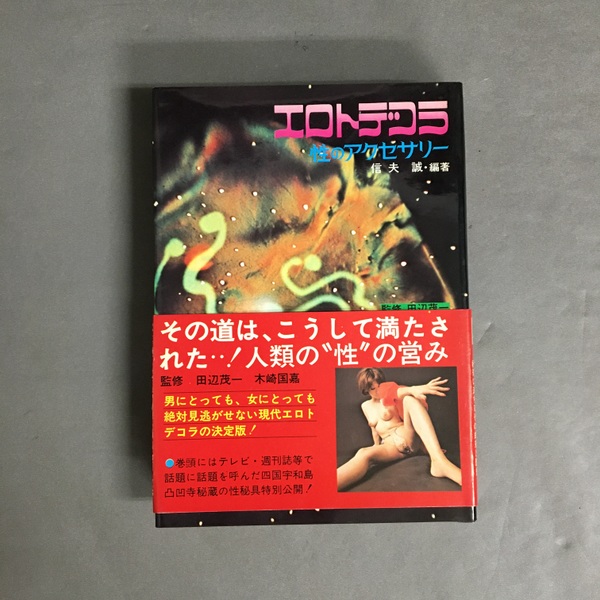 エロトデコラ
性のアクセサリー
信夫 誠・編著
監修 田辺茂一
その道は、こうして満たさ
れた‥!人類の〝性〟の営み
監修 田辺茂一 木崎国嘉
男にとっても、女にとっても
絶対見逃がせない現代エロト
デコラの決定版!
●巻頭にはテレビ・週刊誌等で
話題に話題を呼んだ四国宇和島
凸凹寺秘蔵の性秘具特別公開!